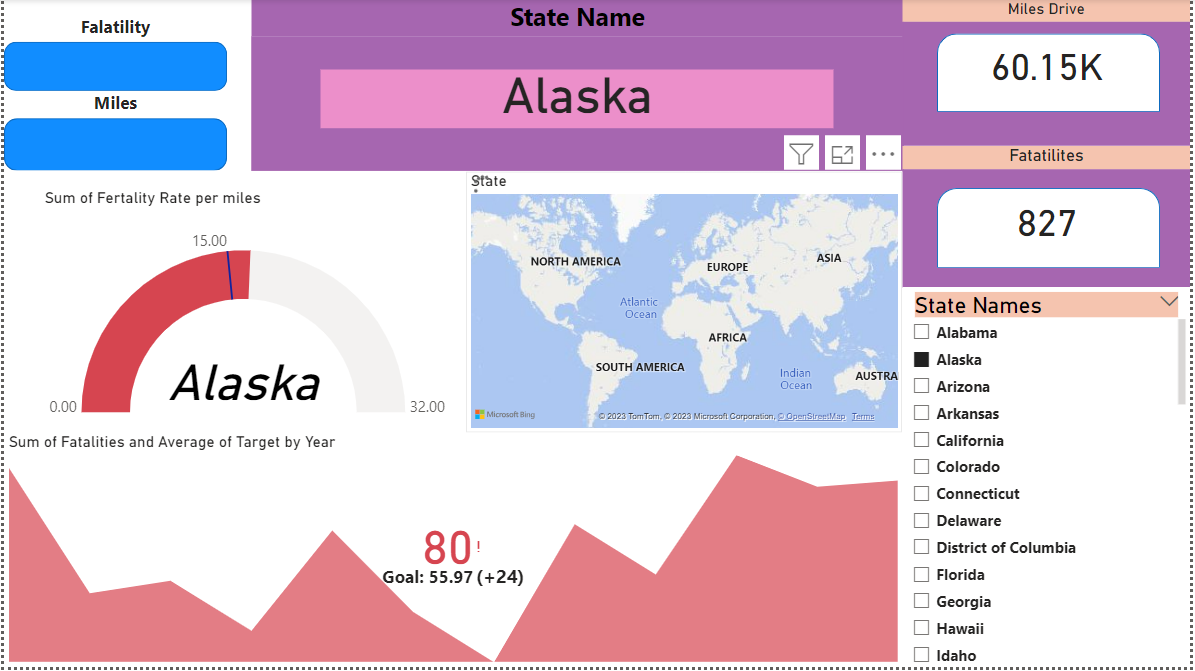 Falatility
Miles
State Name
Alaska
Miles Drive
60.15K
Fatatilites
827
Sum of Fertality Rate per miles
15.00
0.00
32.00
Alaska
State
NORTH AMERICA
EUROPE
ASIA
Atlantic
Ocean
AFRICA
SOUTH AMERICA
Indian
Ocean
AUSTRA
Microsoft Bing
© 2023 TomTom, © 2023 Microsoft Corporation, © OpenStreetMap Terms
State Names
Alabama
Alaska
Arizona
Arkansas
California
Colorado
Connecticut
Delaware
District of Columbia
Florida
Georgia
Hawaii
Idaho
Sum of Fatalities and Average of Target by Year
80!
Goal: 55.97 (+24)